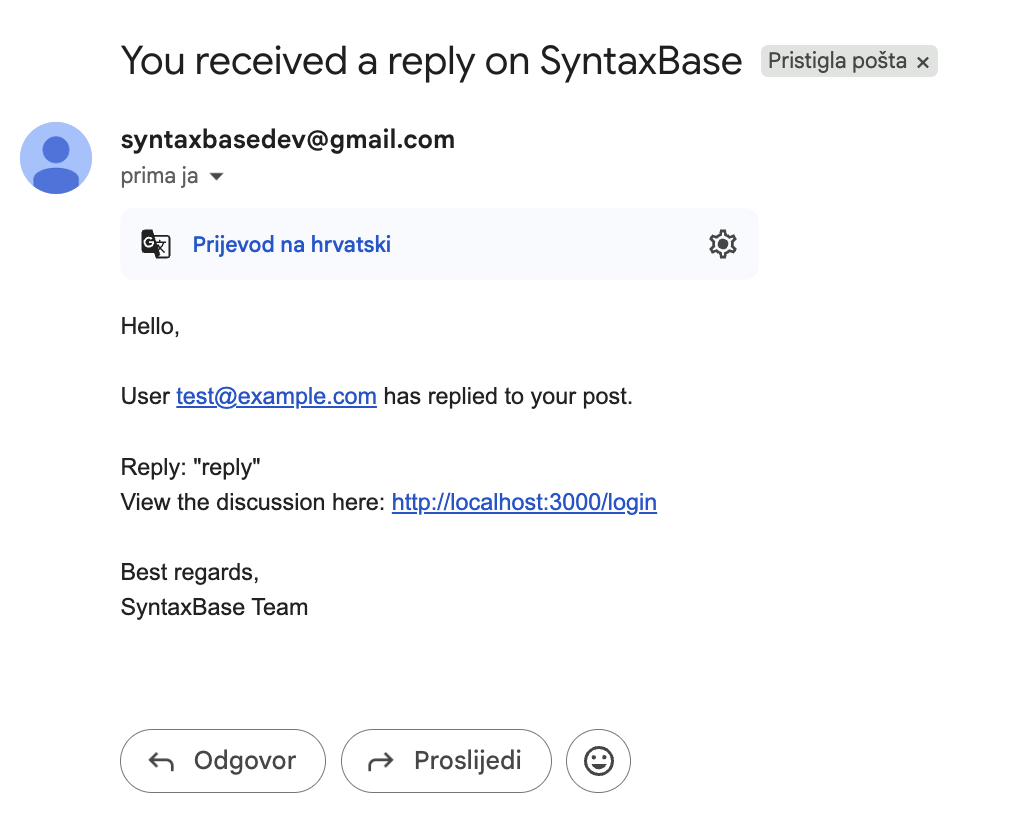 You received a reply on SyntaxBase Pristigla pošta ×
syntaxbasedev@gmail.com
prima ja
Prijevod na hrvatski
Hello,
User test@example.com has replied to your post.
Reply: "reply"
View the discussion here: http://localhost:3000/login
Best regards,
SyntaxBase Team
Odgovor Proslijedi